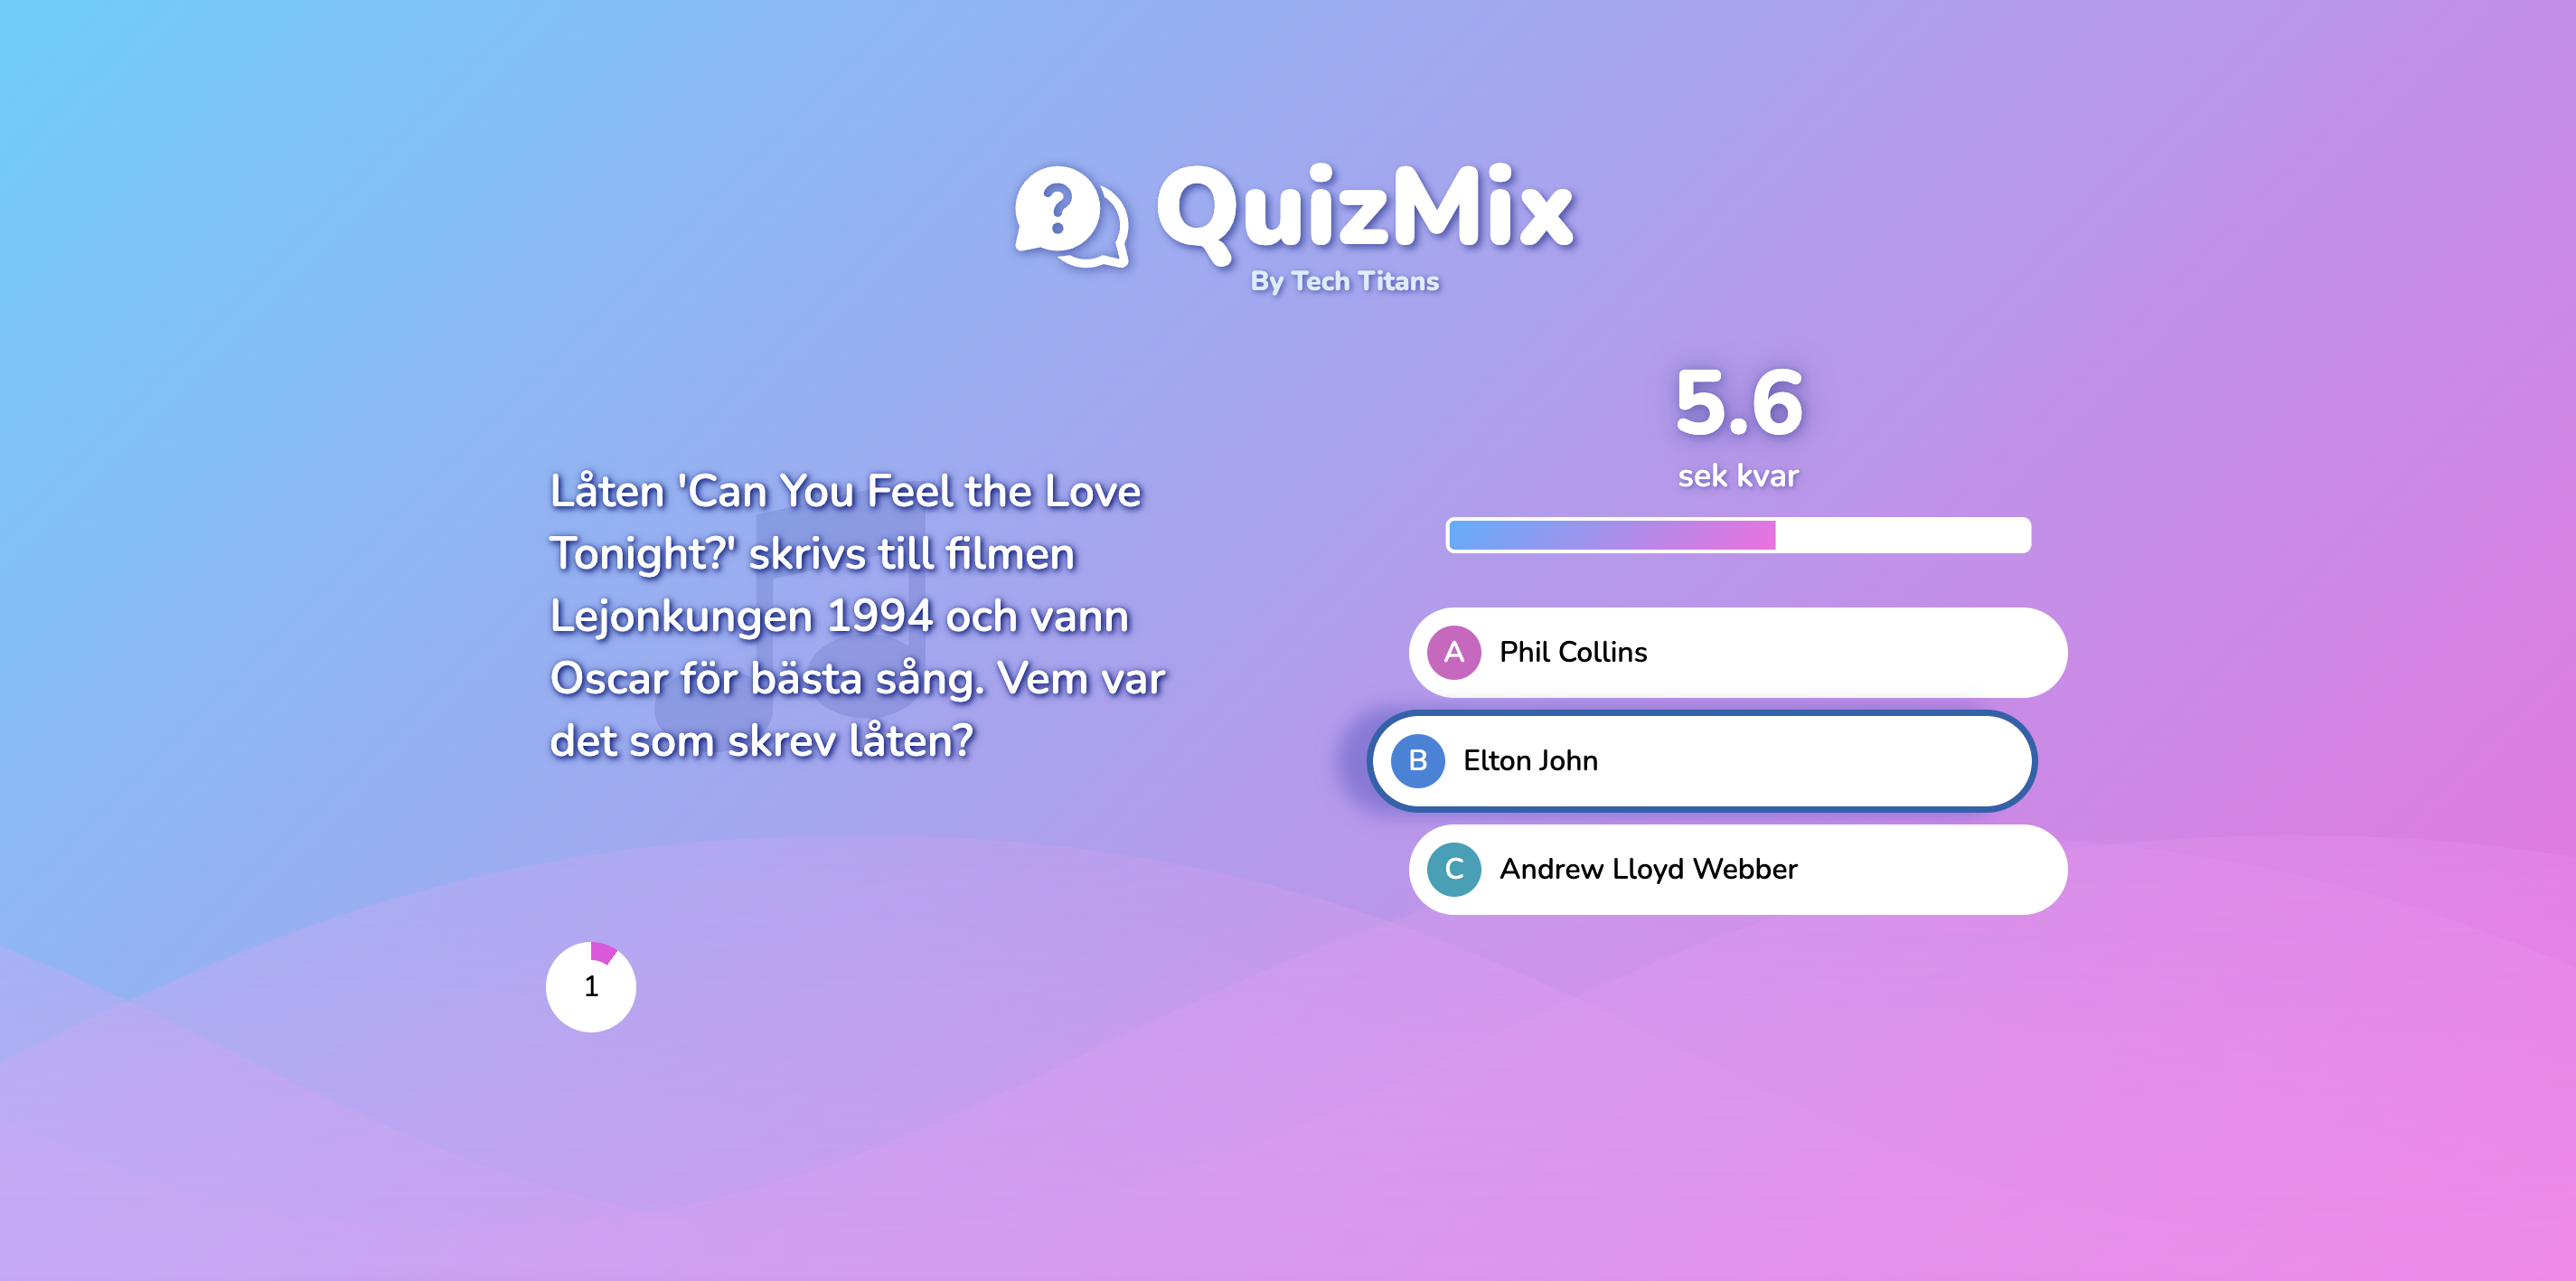 QuizMix
By Tech Titans
5.6
sek kvar
Låten 'Can You Feel the Love
Tonight?' skrivs till filmen
Lejonkungen 1994 och vann
Oscar för bästa sång. Vem var
det som skrev låten?
A Phil Collins
B Elton John
C Andrew Lloyd Webber
1